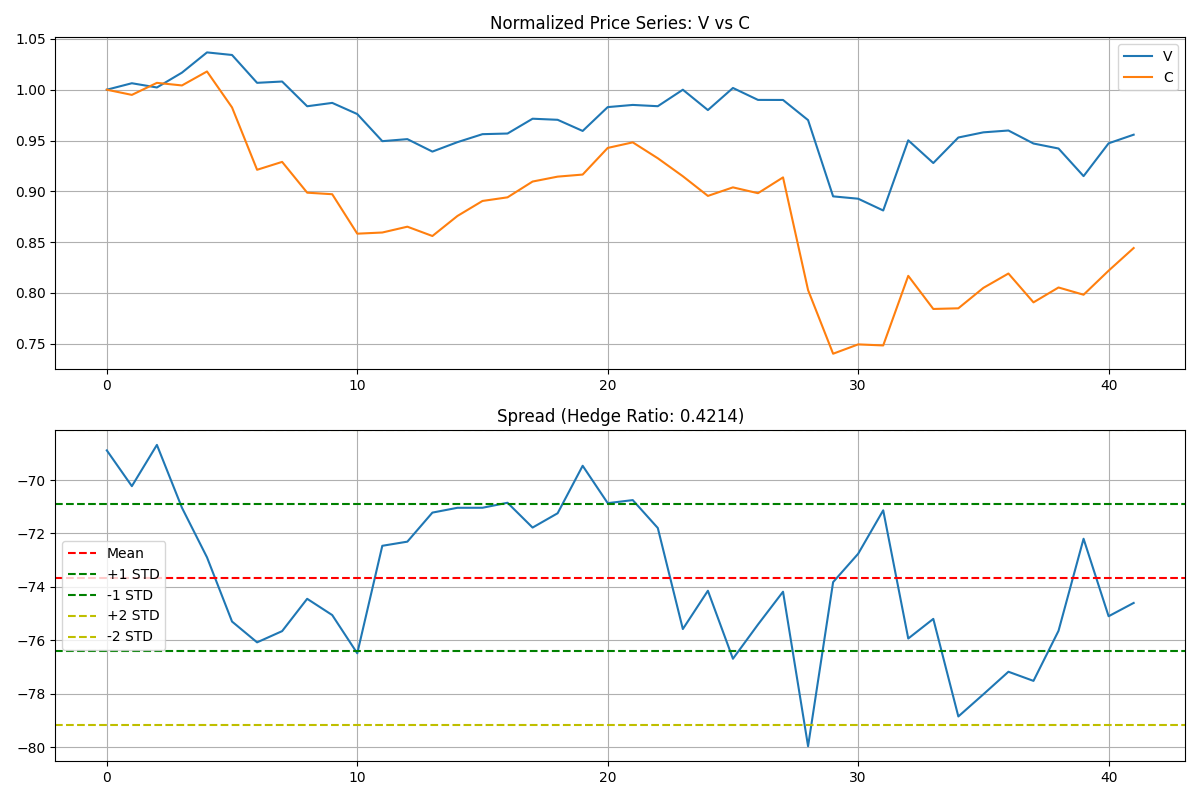 Normalized Price Series: V vs C
1.05
1.00
0.95
0.90
0.85
0.80
0.75
V
C
0 10 20 30 40
Spread (Hedge Ratio: 0.4214)
−70
−72
−74
−76
−78
−80
Mean
+1 STD
-1 STD
+2 STD
-2 STD
0 10 20 30 40